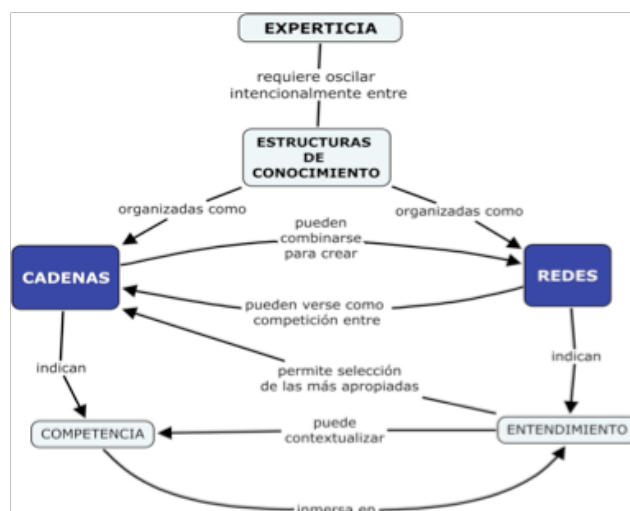 EXPERTICIA
requiere oscilar
intencionalmente entre
ESTRUCTURAS
DE
CONOCIMIENTO
organizadas como
organizadas como
pueden
combinarse
para crear
CADENAS
REDES
pueden verse como
competición entre
indican
indican
permite selección
de las más apropiadas
COMPETENCIA
puede
contextualizar
ENTENDIMIENTO
inmersa en